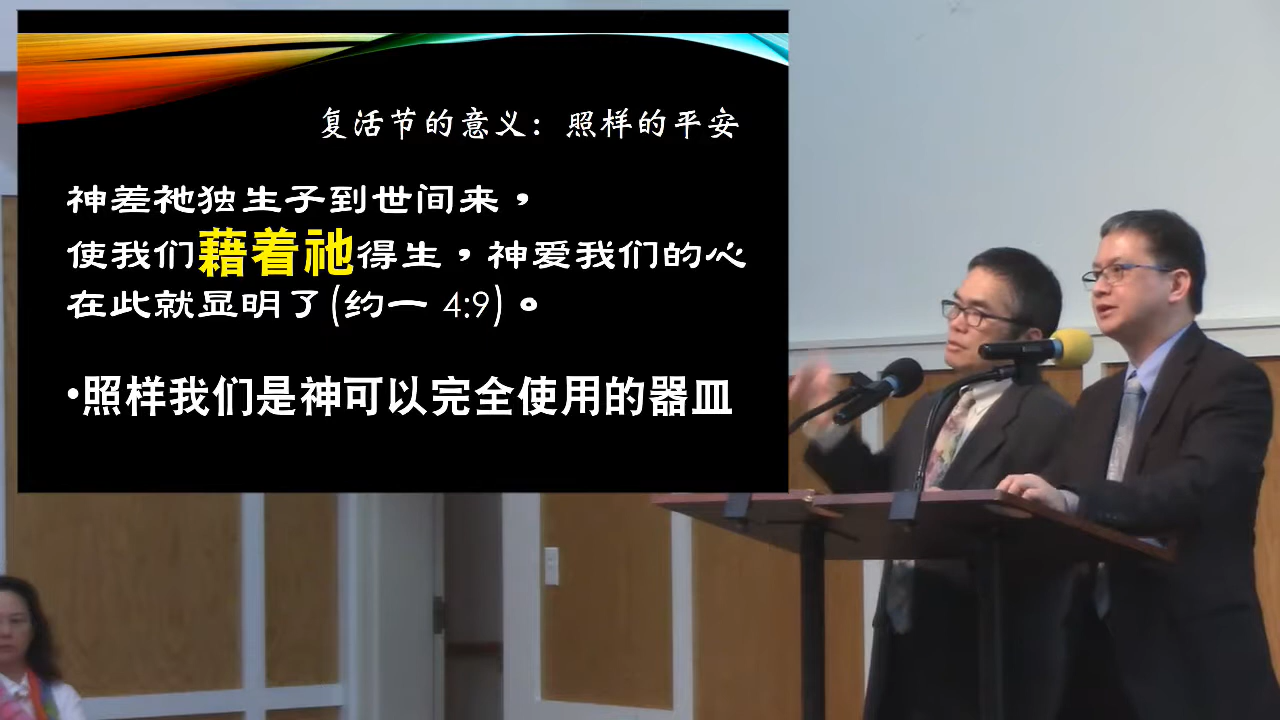 复活节的意义：照样的平安
神差祂独生子到世间来，
使我们藉着祂得生，神爱我们的心
在此就显明了(约一 4:9)。
•照样我们是神可以完全使用的器皿